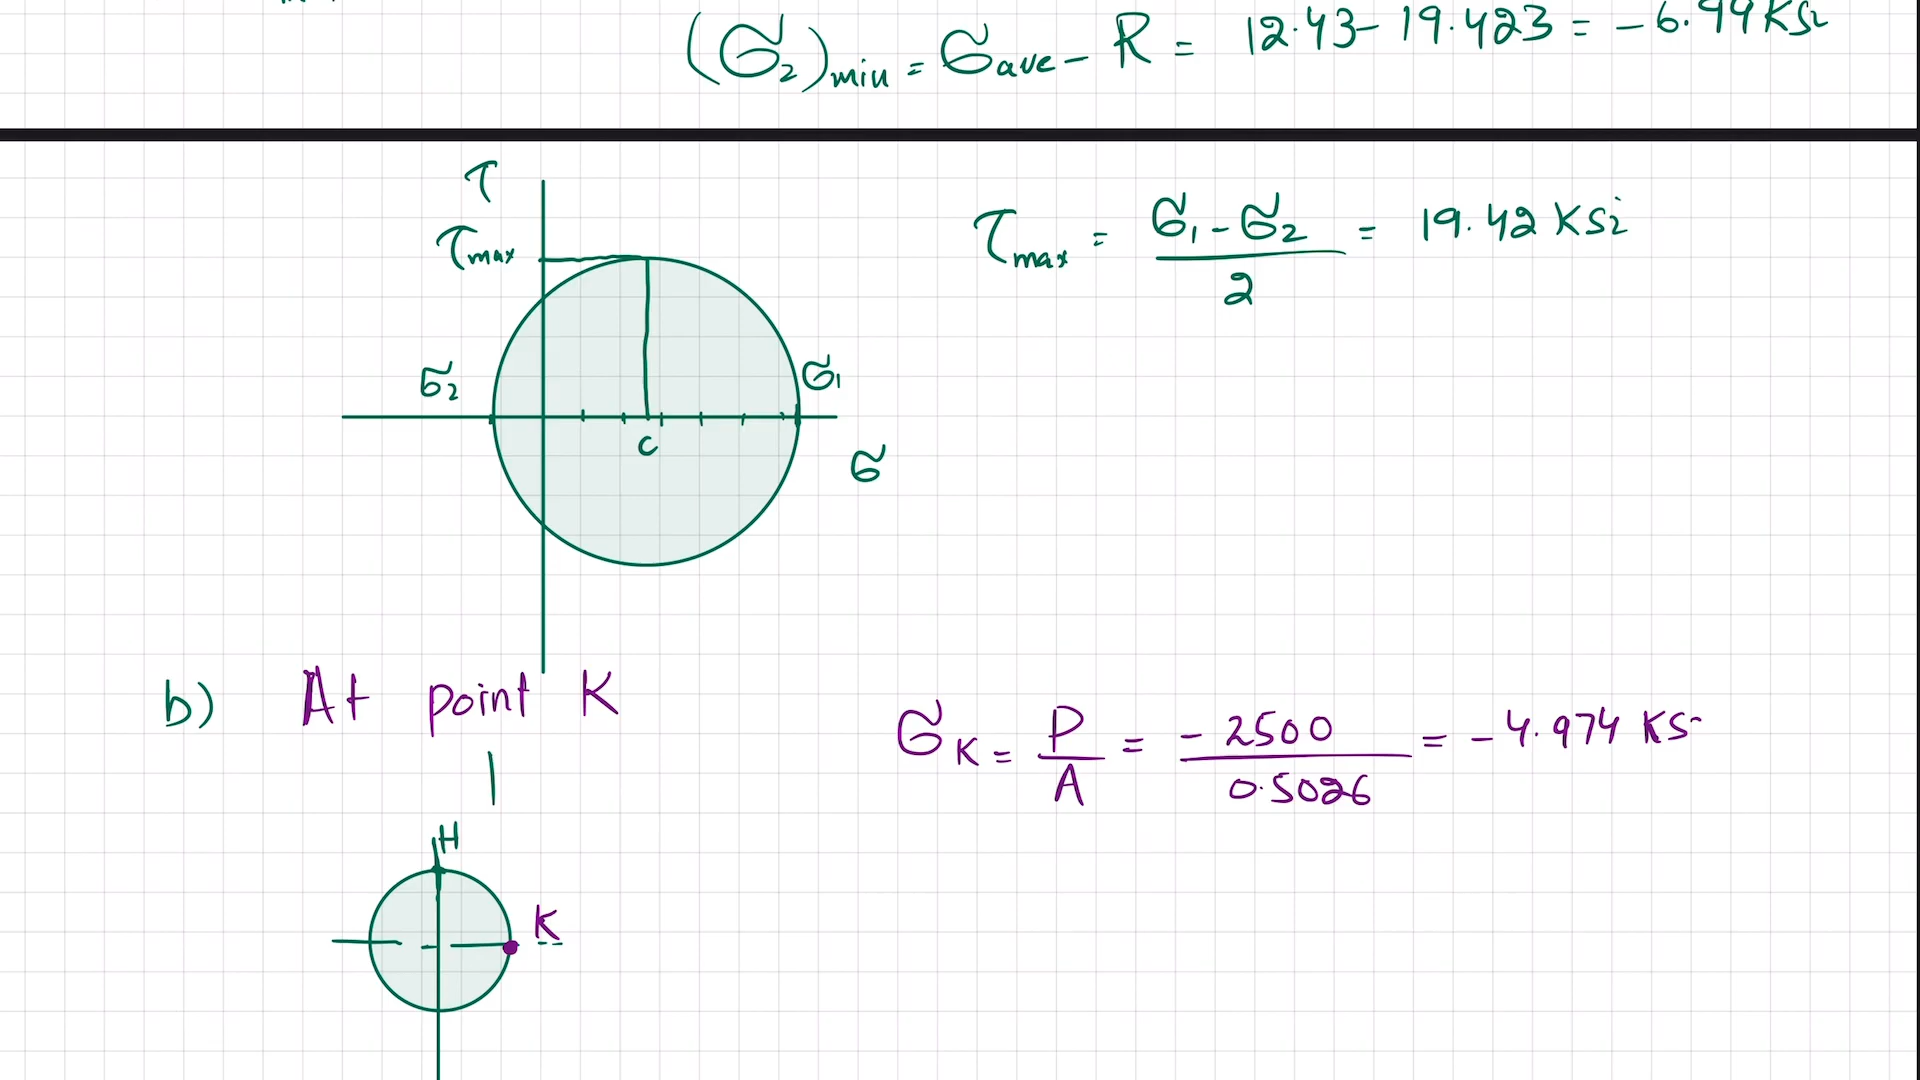 (σ₂)min = σave - R = 12.43 - 19.423 = - 6.99 Ksi
τ
τmax
τmax = σ₁ - σ₂ / 2 = 19.42 Ksi
σ₂
σ₁
c
σ
b) At point K
σK = P / A = - 2500 / 0.5026 = - 4.974 KS
H
K